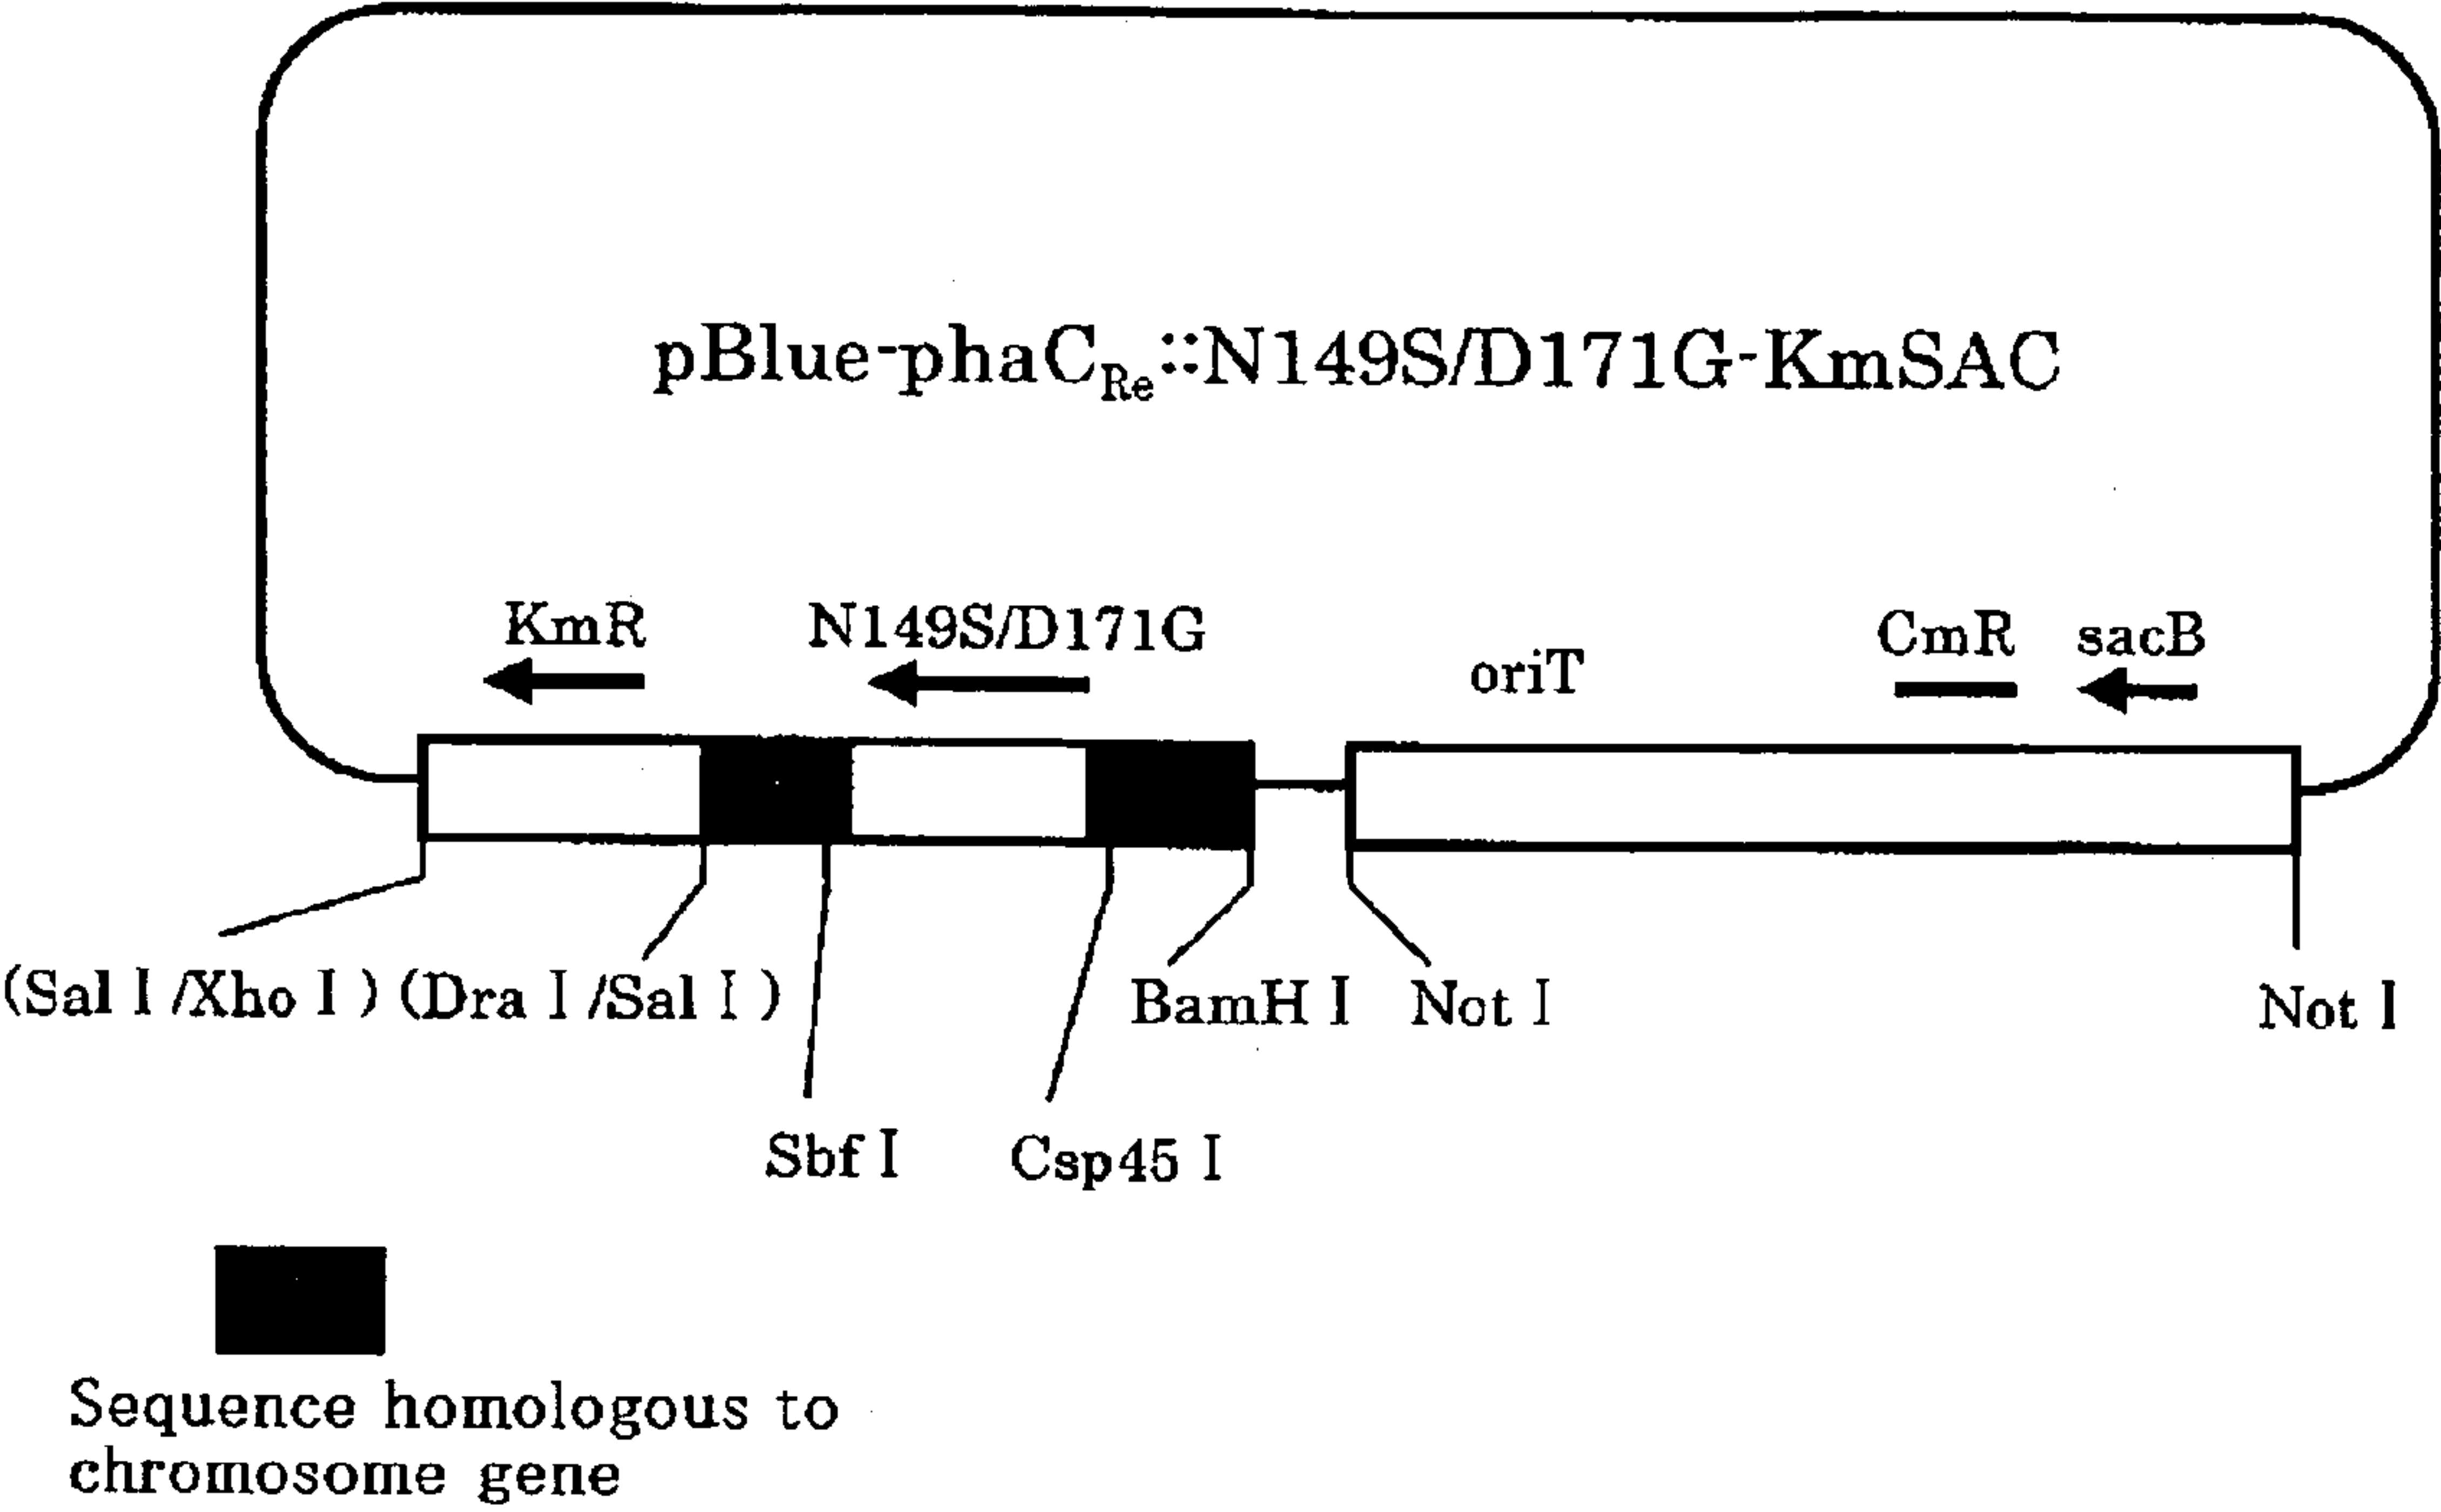 pBlue-phaCRe::N149S/D171G-KmSAC
KmR N149S/D171G oriT CmR sacB
(Sal I/Xho I) (Dra I/Sal I) BamH I Not I Not I
Sbf I Csp45 I
Sequence homologous to
chromosome gene